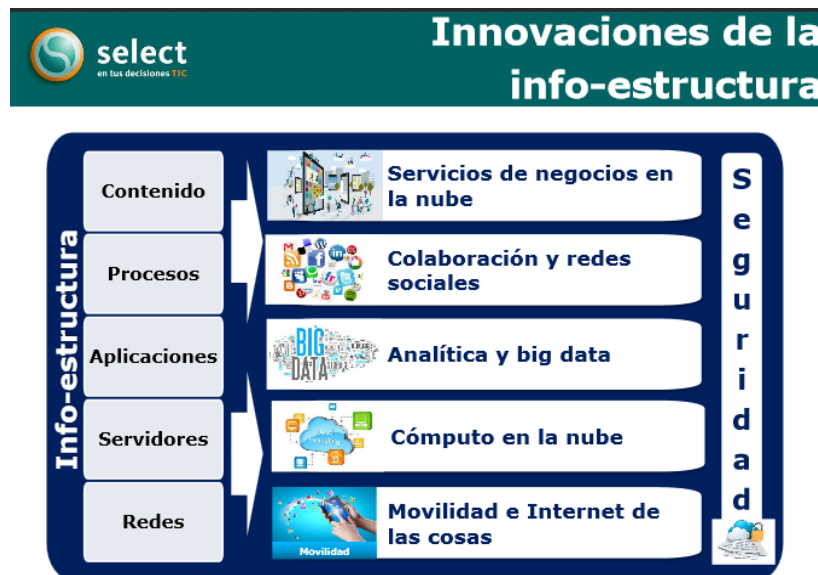 select
en tus decisiones TIC
Innovaciones de la
info-estructura
Info-estructura
Contenido
Procesos
Aplicaciones
Servidores
Redes
Servicios de negocios en
la nube
Colaboración y redes
sociales
BIG
DATA
Analítica y big data
Cómputo en la nube
Movilidad
Movilidad e Internet de
las cosas
Seguridad